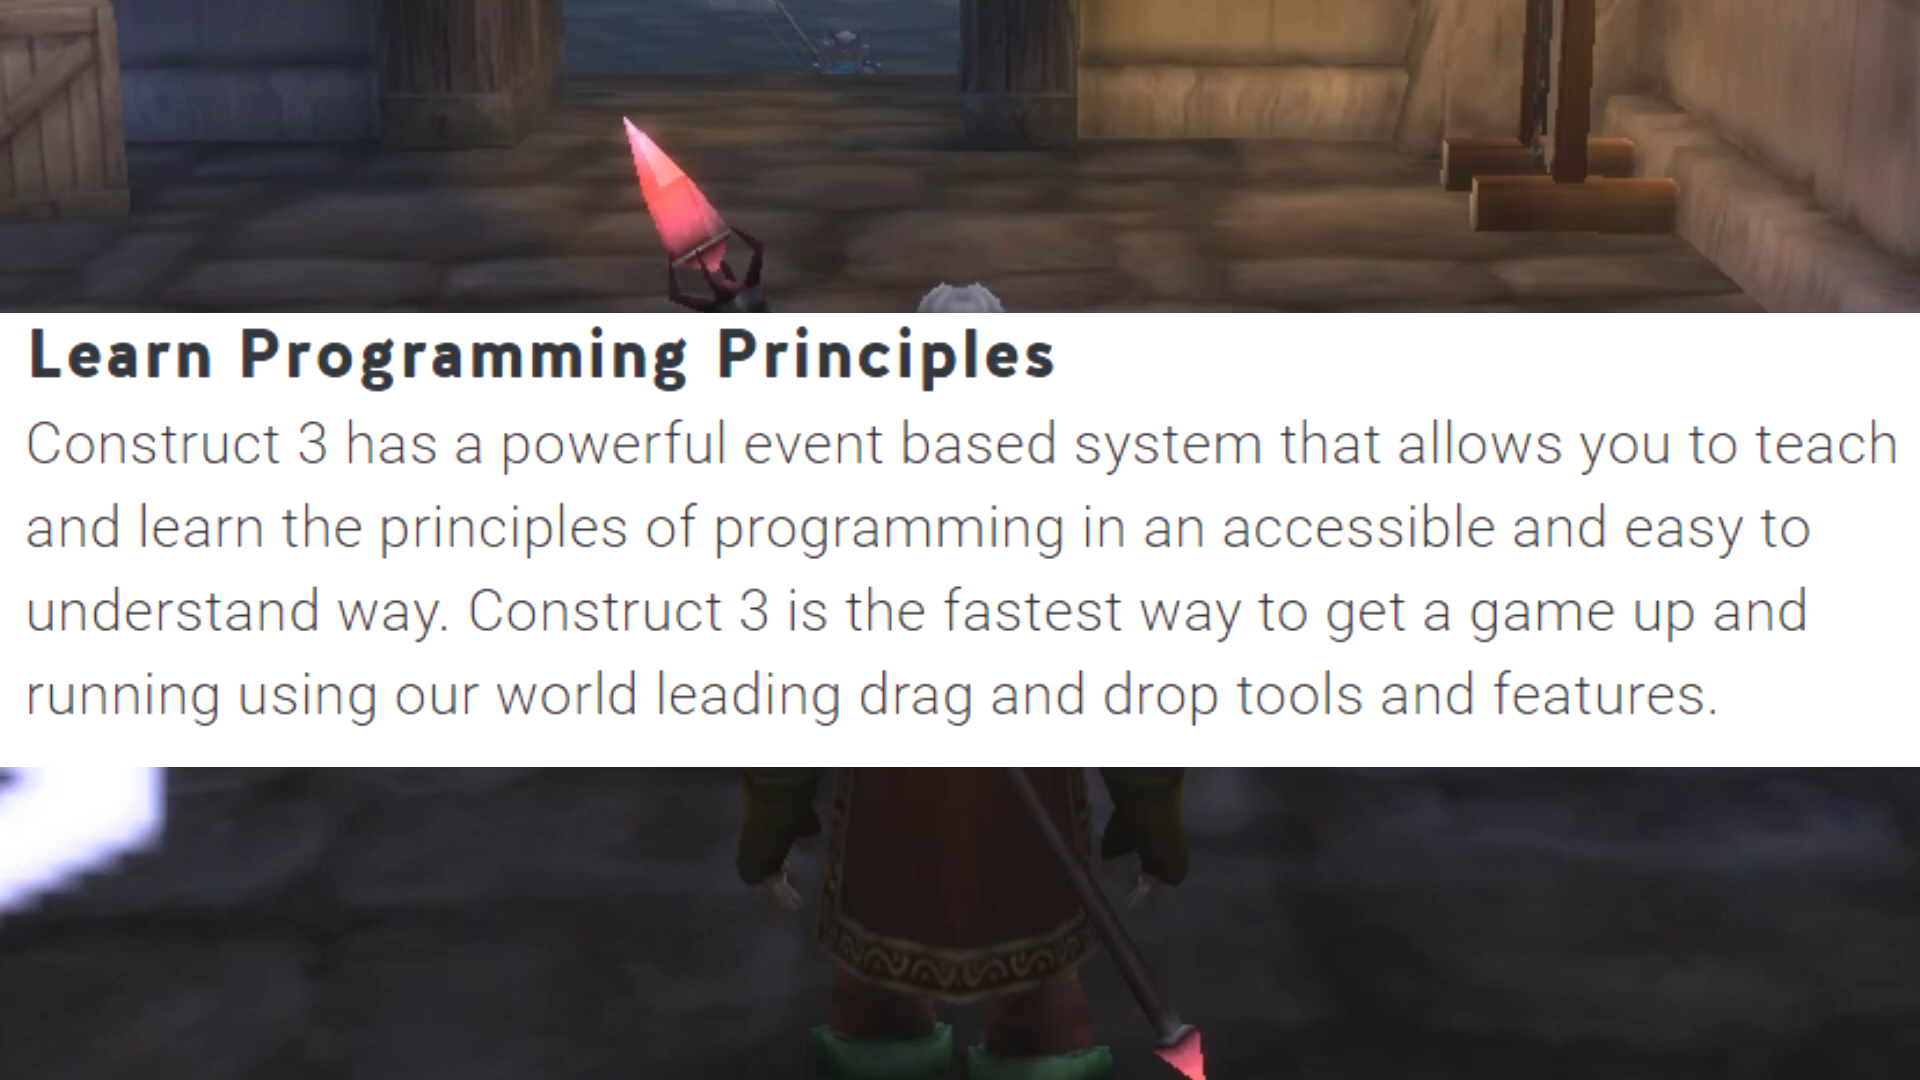 Learn Programming Principles
Construct 3 has a powerful event based system that allows you to teach
and learn the principles of programming in an accessible and easy to
understand way. Construct 3 is the fastest way to get a game up and
running using our world leading drag and drop tools and features.